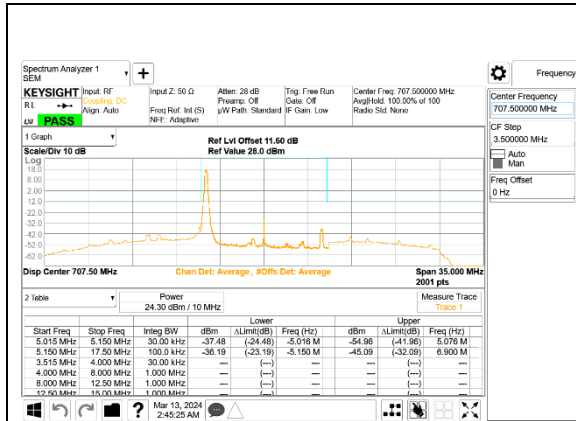 Spectrum Analyzer 1
SEM
+
Frequency
KEYSIGHT Input: RF Input Z: 50 Ω Atten: 28 dB Trig: Free Run Center Freq: 707.500000 MHz
RL Coupling: DC Preamp: Off Gate: Off Avg|Hold: 100.00% of 100
Align: Auto Freq Ref: Int (S) µW Path: Standard IF Gain: Low Radio Std: None
LXI PASS NFE: Adaptive
Center Frequency
707.500000 MHz
CF Step
3.500000 MHz
Auto
Man
Freq Offset
0 Hz
1 Graph
Ref Lvl Offset 11.60 dB
Scale/Div 10 dB Ref Value 28.0 dBm
Log
18.0
8.00
-2.00
-12.0
-22.0
-32.0
-42.0
-52.0
-62.0
Disp Center 707.50 MHz Chan Det: Average , #Offs Det: Average Span 35.000 MHz
2001 pts
2 Table Power Measure Trace
24.30 dBm / 10 MHz Trace 1
Lower Upper
Start Freq Stop Freq Integ BW dBm ΔLimit(dB) Freq (Hz) dBm ΔLimit(dB) Freq (Hz)
5.015 MHz 5.150 MHz 30.00 kHz -37.48 (-24.48) -5.016 M -54.96 (-41.96) 5.076 M
5.150 MHz 17.50 MHz 100.0 kHz -36.19 (-23.19) -5.150 M -45.09 (-32.09) 6.900 M
3.515 MHz 4.000 MHz 30.00 kHz --- (---) --- --- (---) ---
4.000 MHz 8.000 MHz 1.000 MHz --- (---) --- --- (---) ---
8.000 MHz 12.50 MHz 1.000 MHz --- (---) --- --- (---) ---
12.50 MHz 15.00 MHz 1.000 MHz --- (---) --- --- (---) ---
? Mar 13, 2024
2:45:25 AM